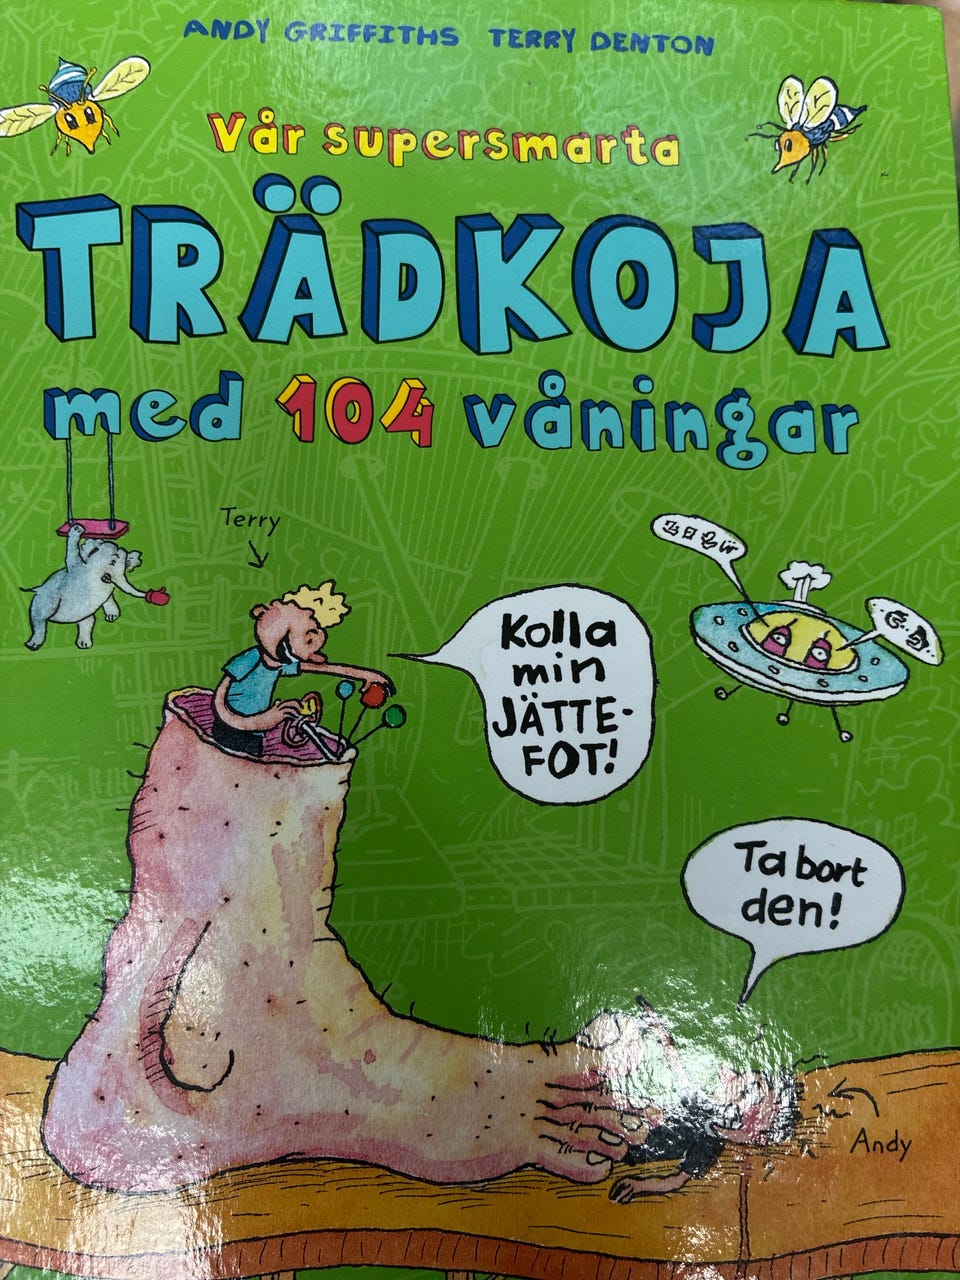 ANDY GRIFFITHS TERRY DENTON
Vår supersmarta
TRÄDKOJA
med 104 våningar
Terry
Kolla
min
JÄTTE-
FOT!
Ta bort
den!
Andy